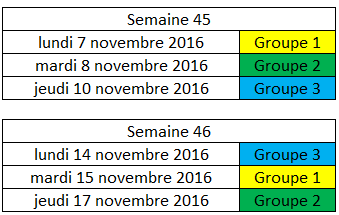 Semaine 45
lundi 7 novembre 2016 Groupe 1
mardi 8 novembre 2016 Groupe 2
jeudi 10 novembre 2016 Groupe 3
Semaine 46
lundi 14 novembre 2016 Groupe 3
mardi 15 novembre 2016 Groupe 1
jeudi 17 novembre 2016 Groupe 2